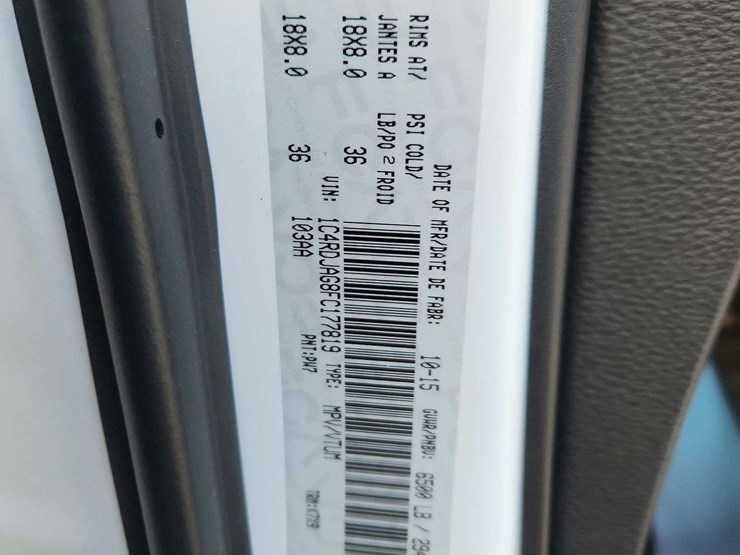 DATE OF MFR/DATE DE FABR: 10-15 GVWR/PNBV: 6500 LB / 29
RIMS AT/ PSI COLD/
JANTES A LB/PO 2 FROID
18X8.0 36
VIN: 1C4RDJAG8FC177819 TYPE: MPV/VTUM
18X8.0 36 103AA PNT:PW7